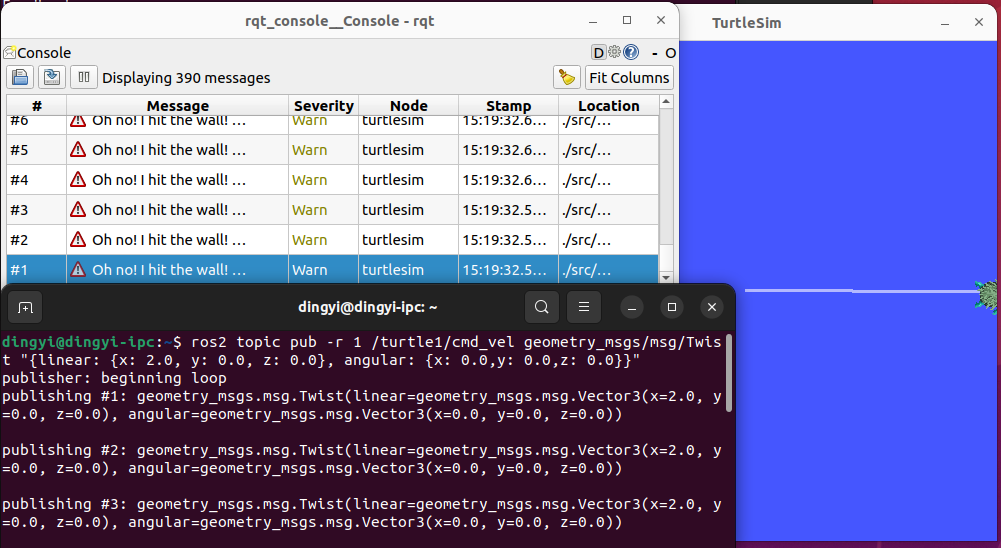 rqt_console__Console - rqt
TurtleSim
Console
D
- O
Displaying 390 messages
Fit Columns
# Message Severity Node Stamp Location
#6 Oh no! I hit the wall! ... Warn turtlesim 15:19:32.6... ./src/...
#5 Oh no! I hit the wall! ... Warn turtlesim 15:19:32.6... ./src/...
#4 Oh no! I hit the wall! ... Warn turtlesim 15:19:32.6... ./src/...
#3 Oh no! I hit the wall! ... Warn turtlesim 15:19:32.5... ./src/...
#2 Oh no! I hit the wall! ... Warn turtlesim 15:19:32.5... ./src/...
#1 Oh no! I hit the wall! ... Warn turtlesim 15:19:32.5... ./src/...
dingyi@dingyi-ipc: ~
dingyi@dingyi-ipc:~$ ros2 topic pub -r 1 /turtle1/cmd_vel geometry_msgs/msg/Twis
t "{linear: {x: 2.0, y: 0.0, z: 0.0}, angular: {x: 0.0,y: 0.0,z: 0.0}}"
publisher: beginning loop
publishing #1: geometry_msgs.msg.Twist(linear=geometry_msgs.msg.Vector3(x=2.0, y
=0.0, z=0.0), angular=geometry_msgs.msg.Vector3(x=0.0, y=0.0, z=0.0))
publishing #2: geometry_msgs.msg.Twist(linear=geometry_msgs.msg.Vector3(x=2.0, y
=0.0, z=0.0), angular=geometry_msgs.msg.Vector3(x=0.0, y=0.0, z=0.0))
publishing #3: geometry_msgs.msg.Twist(linear=geometry_msgs.msg.Vector3(x=2.0, y
=0.0, z=0.0), angular=geometry_msgs.msg.Vector3(x=0.0, y=0.0, z=0.0))